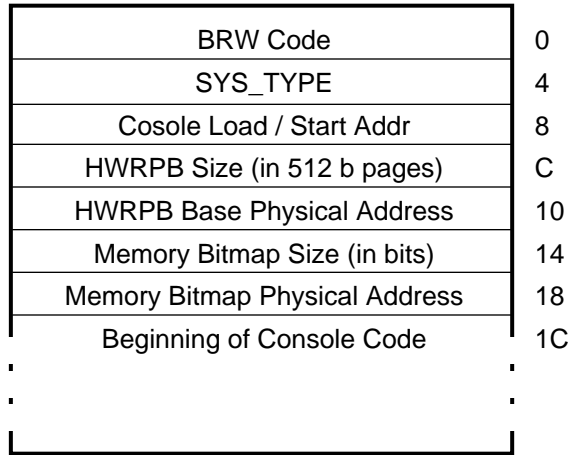 BRW Code 0
SYS_TYPE 4
Cosole Load / Start Addr 8
HWRPB Size (in 512 b pages) C
HWRPB Base Physical Address 10
Memory Bitmap Size (in bits) 14
Memory Bitmap Physical Address 18
Beginning of Console Code 1C